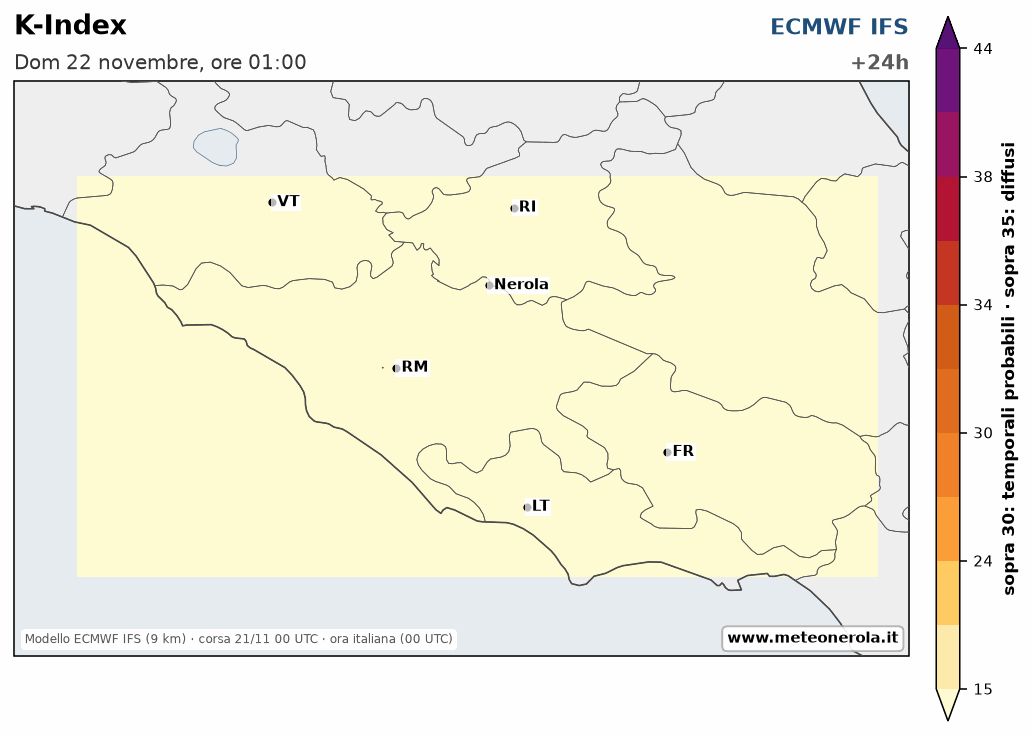 K-Index
ECMWF IFS
Dom 22 novembre, ore 01:00
+24h
VT
RI
Nerola
RM
FR
LT
Modello ECMWF IFS (9 km) · corsa 21/11 00 UTC · ora italiana (00 UTC)
www.meteonerola.it
44
38
34
30
24
15
sopra 30: temporali probabili · sopra 35: diffusi